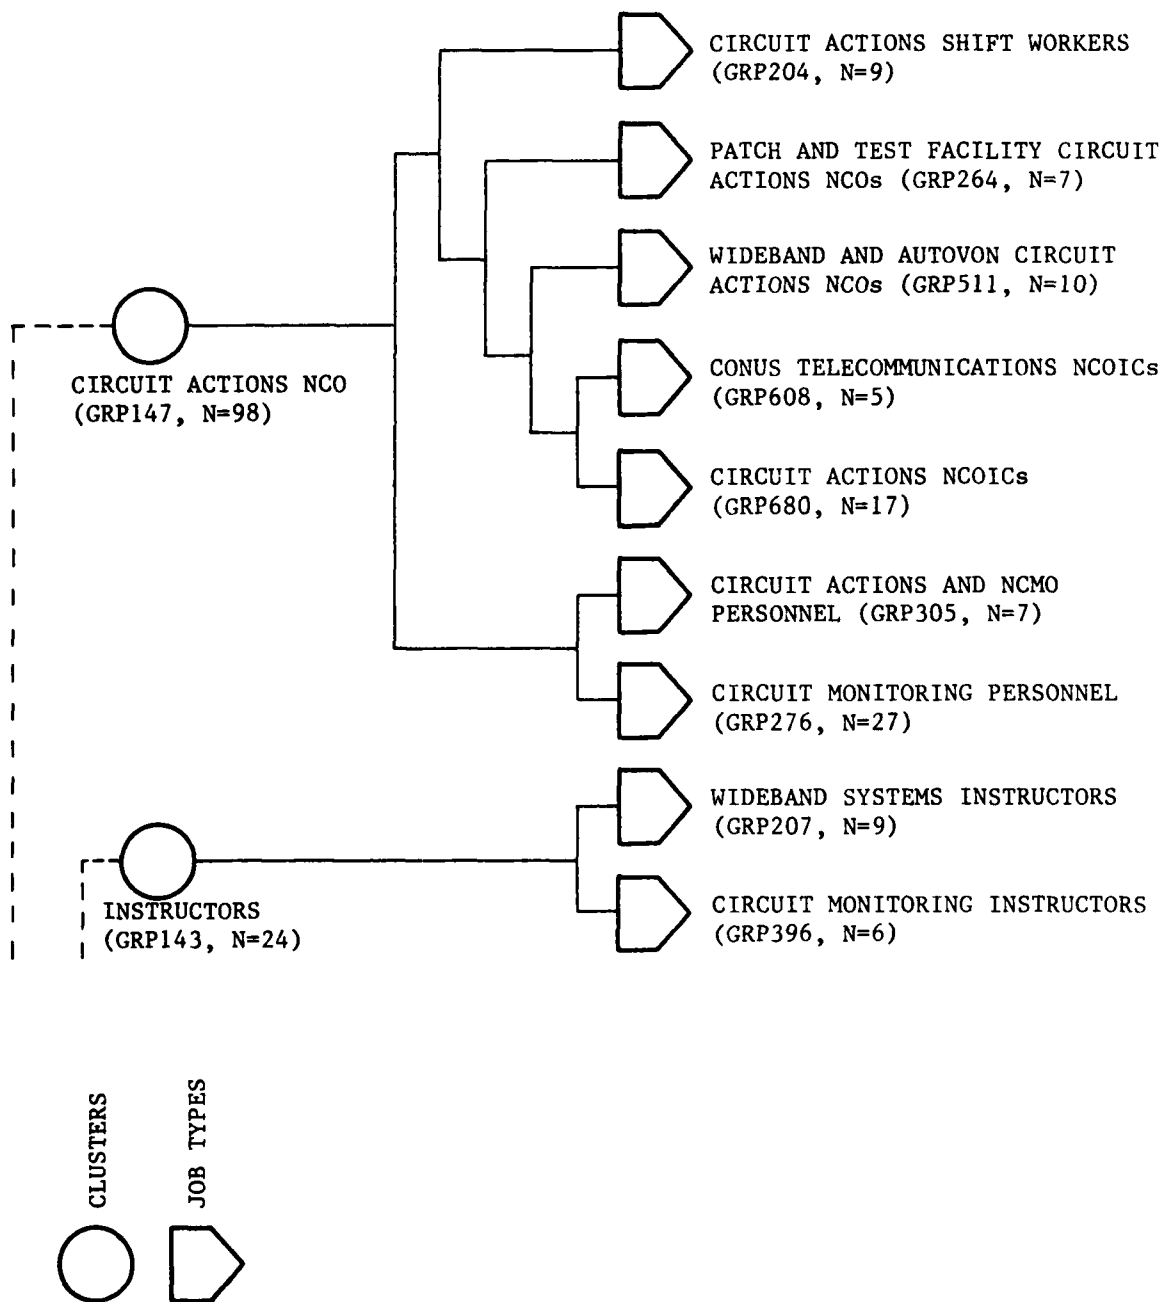 CIRCUIT ACTIONS SHIFT WORKERS
(GRP204, N=9)
PATCH AND TEST FACILITY CIRCUIT
ACTIONS NCOs (GRP264, N=7)
WIDEBAND AND AUTOVON CIRCUIT
ACTIONS NCOs (GRP511, N=10)
CIRCUIT ACTIONS NCO
(GRP147, N=98)
CONUS TELECOMMUNICATIONS NCOICs
(GRP608, N=5)
CIRCUIT ACTIONS NCOICs
(GRP680, N=17)
CIRCUIT ACTIONS AND NCMO
PERSONNEL (GRP305, N=7)
CIRCUIT MONITORING PERSONNEL
(GRP276, N=27)
WIDEBAND SYSTEMS INSTRUCTORS
(GRP207, N=9)
INSTRUCTORS
(GRP143, N=24)
CIRCUIT MONITORING INSTRUCTORS
(GRP396, N=6)
CLUSTERS
JOB TYPES